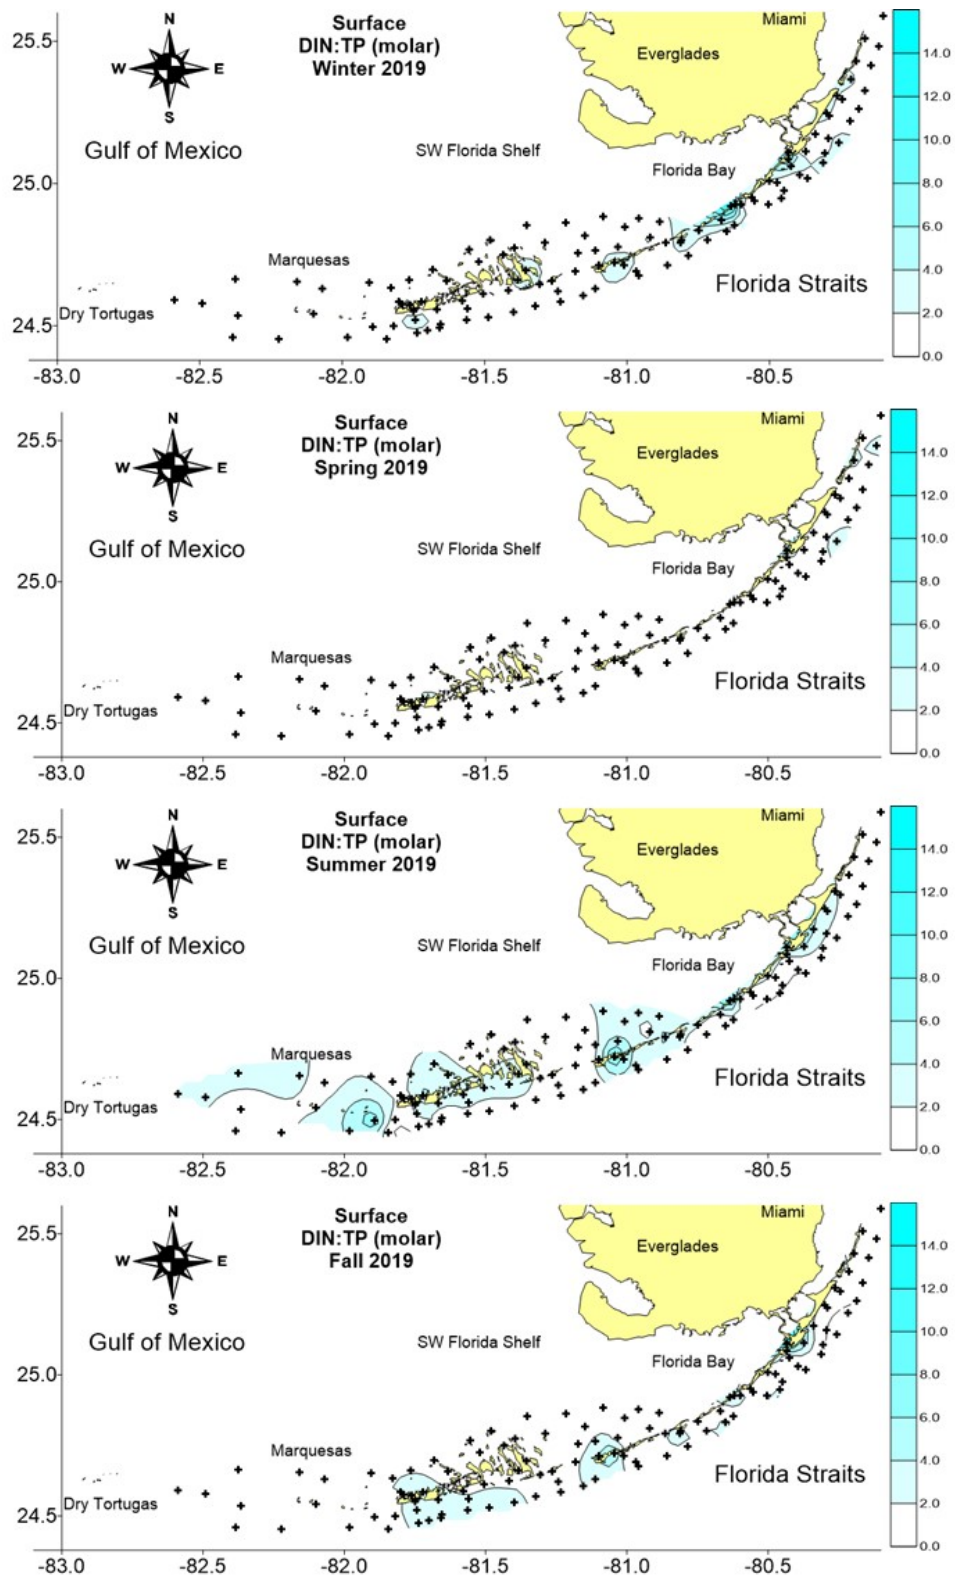 Surface
DIN:TP (molar)
Winter 2019
N
W E
S
Gulf of Mexico
Miami
Everglades
SW Florida Shelf
Florida Bay
Marquesas
Florida Straits
Dry Tortugas
25.5
25.0
24.5
-83.0 -82.5 -82.0 -81.5 -81.0 -80.5
14.0
12.0
10.0
8.0
6.0
4.0
2.0
0.0
Surface
DIN:TP (molar)
Spring 2019
N
W E
S
Gulf of Mexico
Miami
Everglades
SW Florida Shelf
Florida Bay
Marquesas
Florida Straits
Dry Tortugas
25.5
25.0
24.5
-83.0 -82.5 -82.0 -81.5 -81.0 -80.5
14.0
12.0
10.0
8.0
6.0
4.0
2.0
0.0
Surface
DIN:TP (molar)
Summer 2019
N
W E
S
Gulf of Mexico
Miami
Everglades
SW Florida Shelf
Florida Bay
Marquesas
Florida Straits
Dry Tortugas
25.5
25.0
24.5
-83.0 -82.5 -82.0 -81.5 -81.0 -80.5
14.0
12.0
10.0
8.0
6.0
4.0
2.0
0.0
Surface
DIN:TP (molar)
Fall 2019
N
W E
S
Gulf of Mexico
Miami
Everglades
SW Florida Shelf
Florida Bay
Marquesas
Florida Straits
Dry Tortugas
25.5
25.0
24.5
-83.0 -82.5 -82.0 -81.5 -81.0 -80.5
14.0
12.0
10.0
8.0
6.0
4.0
2.0
0.0